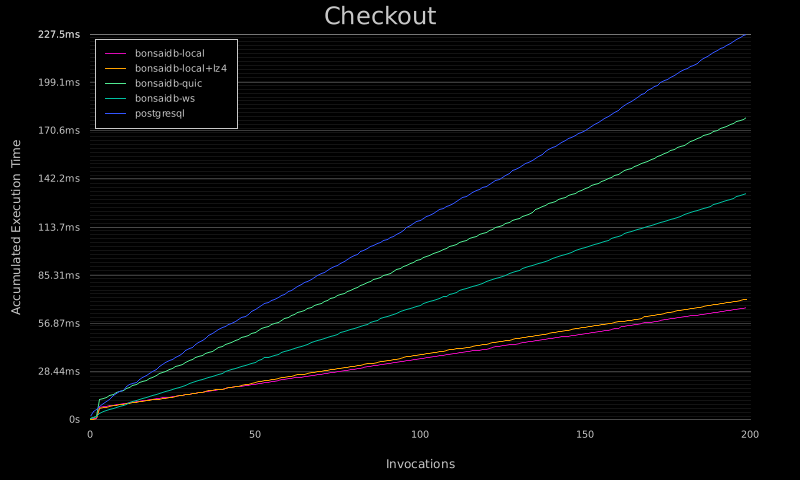 Checkout
227.5ms
199.1ms
170.6ms
142.2ms
113.7ms
85.31ms
56.87ms
28.44ms
0s
bonsaidb-local
bonsaidb-local+lz4
bonsaidb-quic
bonsaidb-ws
postgresql
Accumulated Execution Time
0
50
100
150
200
Invocations